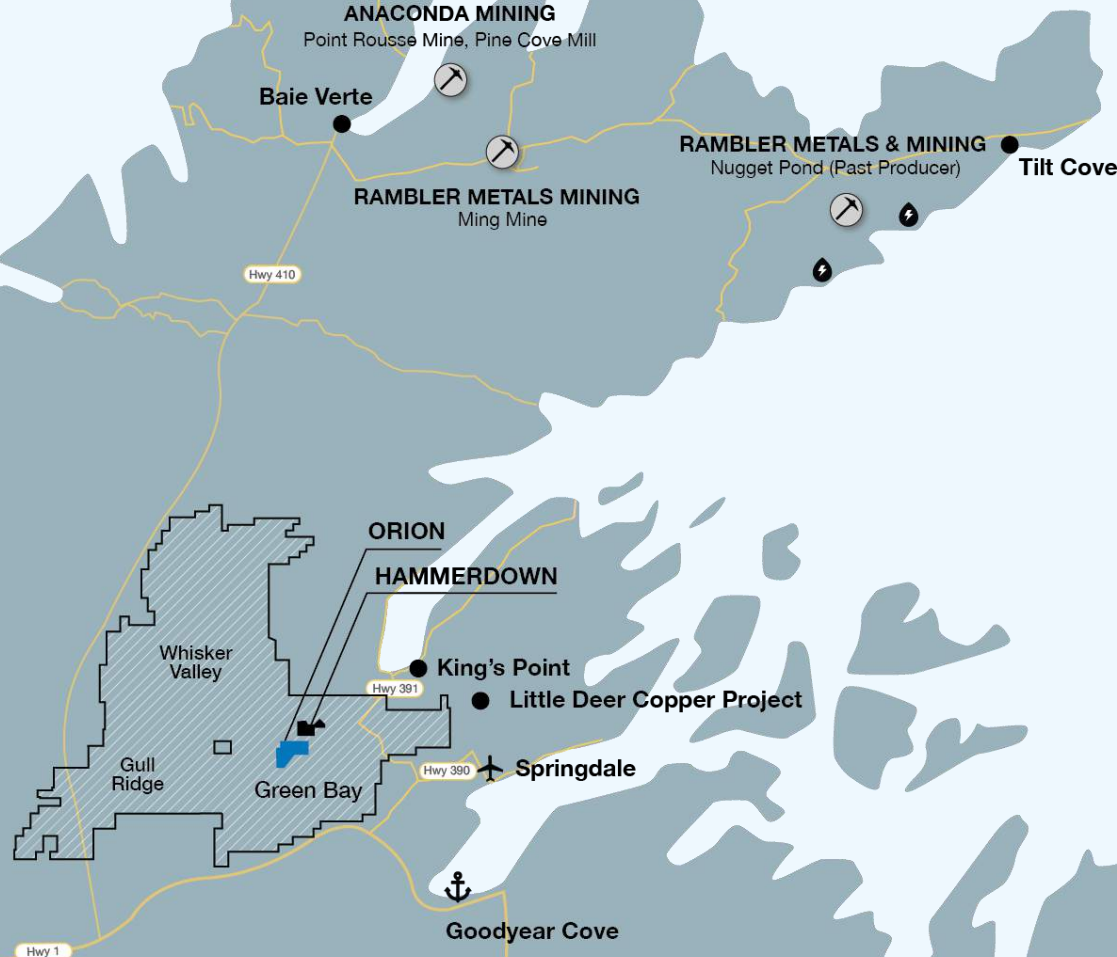 ANACONDA MINING
Point Rousse Mine, Pine Cove Mill
Baie Verte
RAMBLER METALS & MINING
Nugget Pond (Past Producer)
Tilt Cove
RAMBLER METALS MINING
Ming Mine
Hwy 410
ORION
HAMMERDOWN
Whisker
Valley
King's Point
Hwy 391
Little Deer Copper Project
Gull
Ridge
Green Bay
Hwy 390
Springdale
Goodyear Cove
Hwy 1